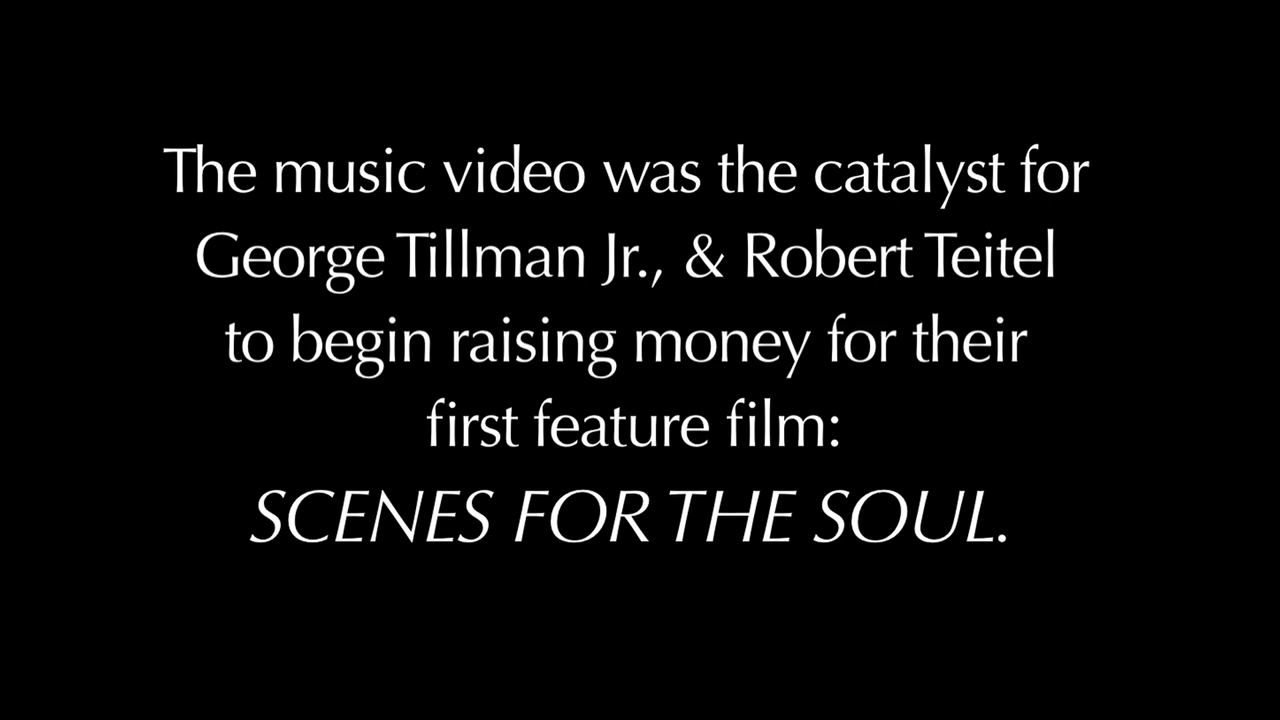 The music video was the catalyst for
George Tillman Jr., & Robert Teitel
to begin raising money for their
first feature film:
SCENES FOR THE SOUL.